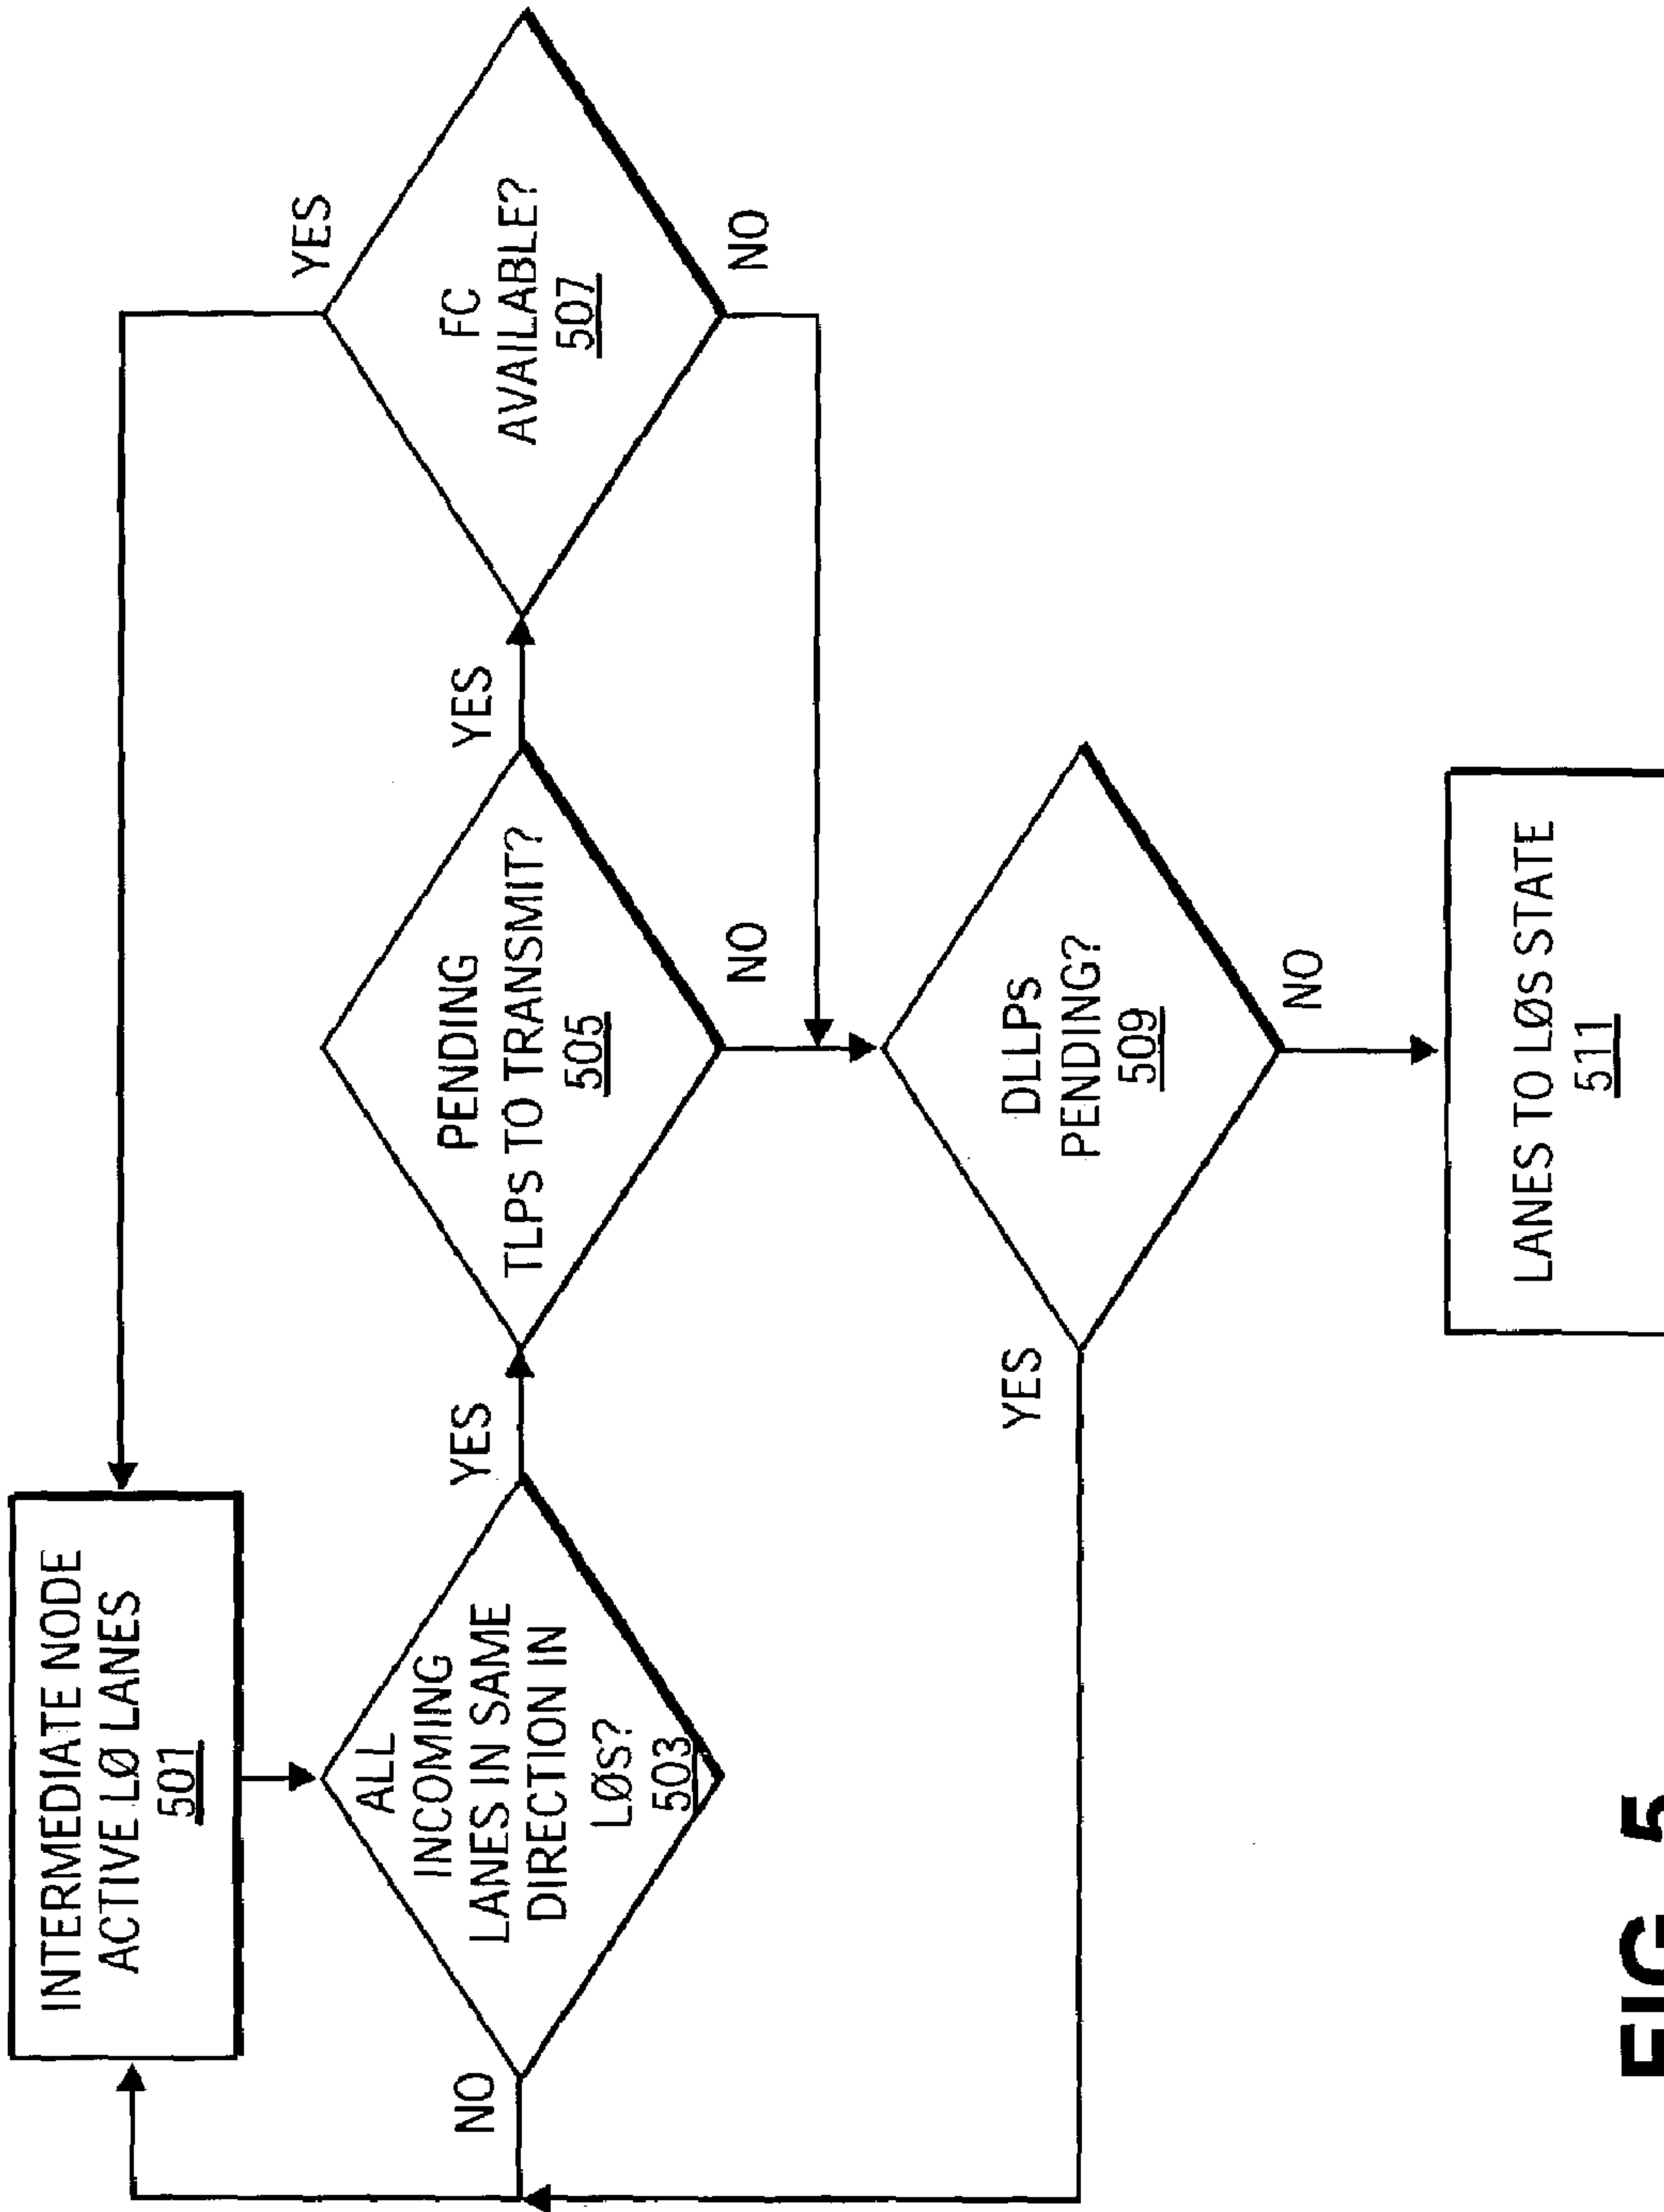 INTERMEDIATE NODE
ACTIVE LØ LANES
501
ALL
INCOMING
LANES IN SAME
DIRECTION IN
LØs?
503
NO
YES
PENDING
TLPS TO TRANSMIT?
505
YES
NO
FC
AVAILABLE?
507
YES
NO
DLLPs
PENDING?
509
YES
NO
LANES TO LØs STATE
511
FIG. 5